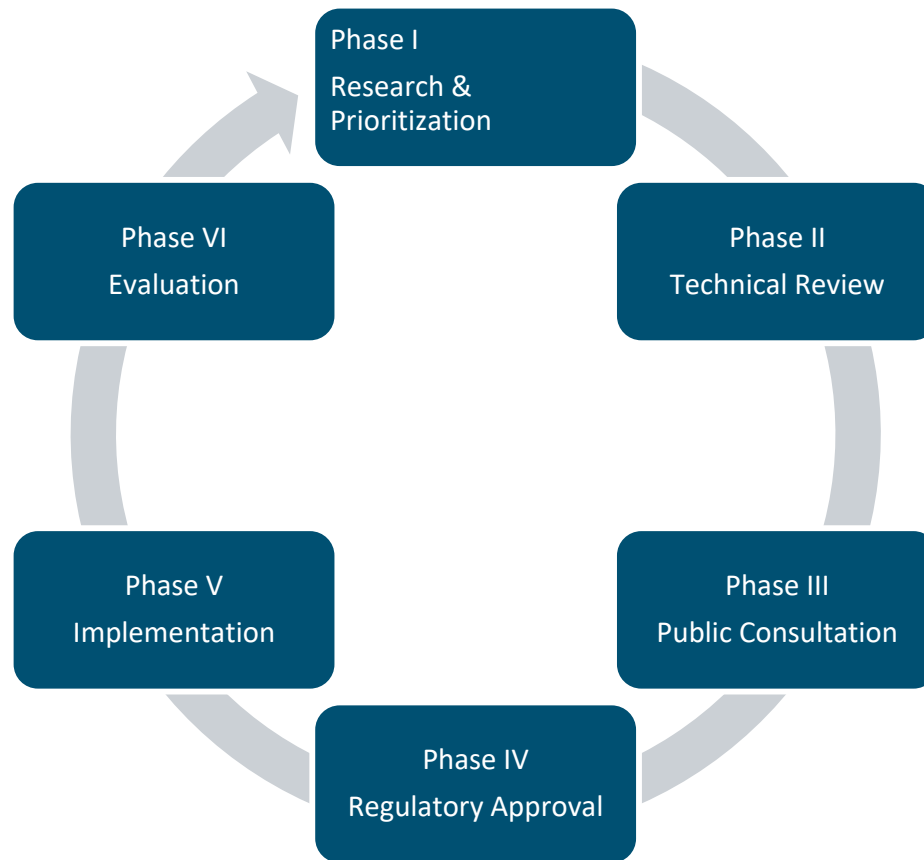 Phase I
Research &
Prioritization
Phase II
Technical Review
Phase III
Public Consultation
Phase IV
Regulatory Approval
Phase V
Implementation
Phase VI
Evaluation